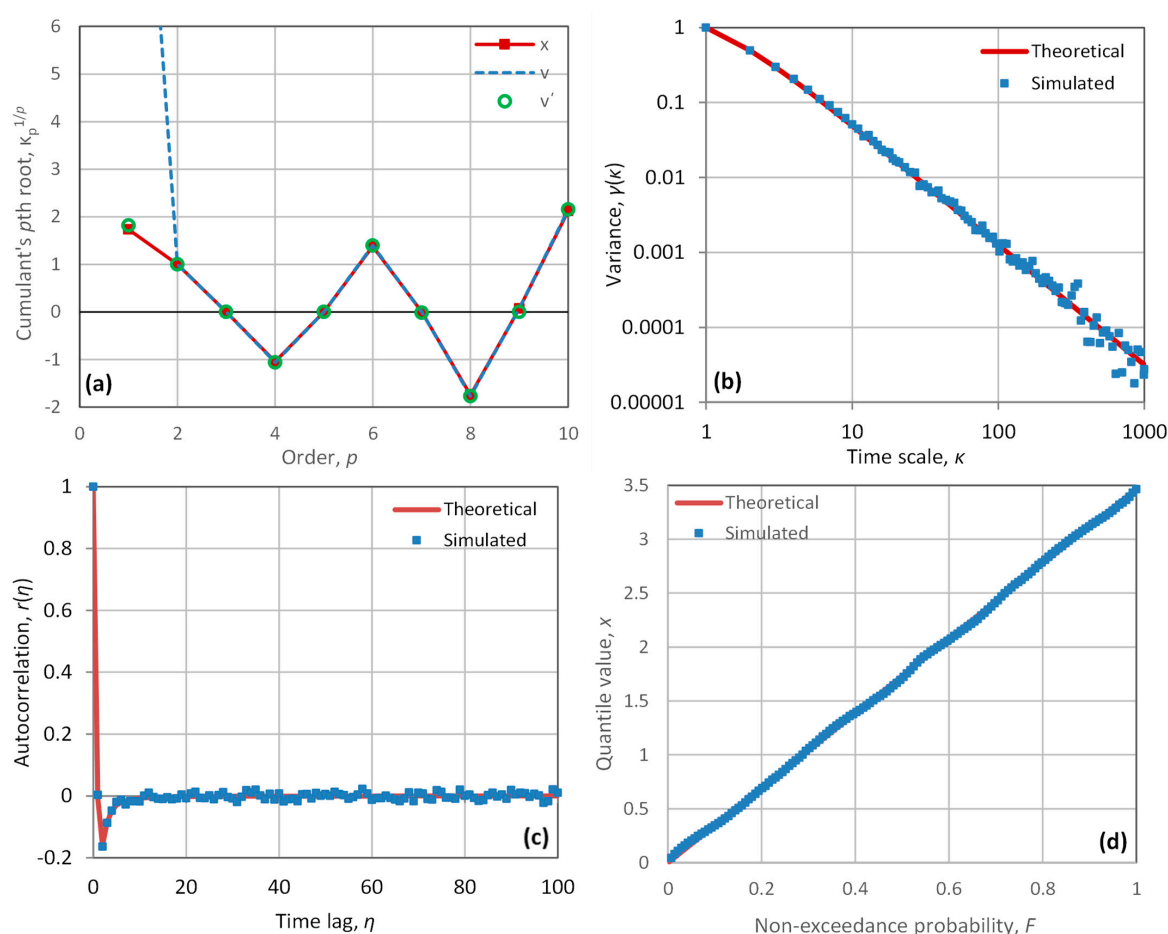 6
5
4
3
2
1
0
-1
-2
Cumulant's pth root, κp^1/p
x
v
v′
(a)
0
2
4
6
8
10
Order, p
1
0.1
0.01
0.001
0.0001
0.00001
Variance, γ(κ)
Theoretical
Simulated
(b)
1
10
100
1000
Time scale, κ
1
0.8
0.6
0.4
0.2
0
-0.2
Autocorrelation, r(η)
Theoretical
Simulated
(c)
0
20
40
60
80
100
Time lag, η
3.5
3
2.5
2
1.5
1
0.5
0
Quantile value, x
Theoretical
Simulated
(d)
0
0.2
0.4
0.6
0.8
1
Non-exceedance probability, F